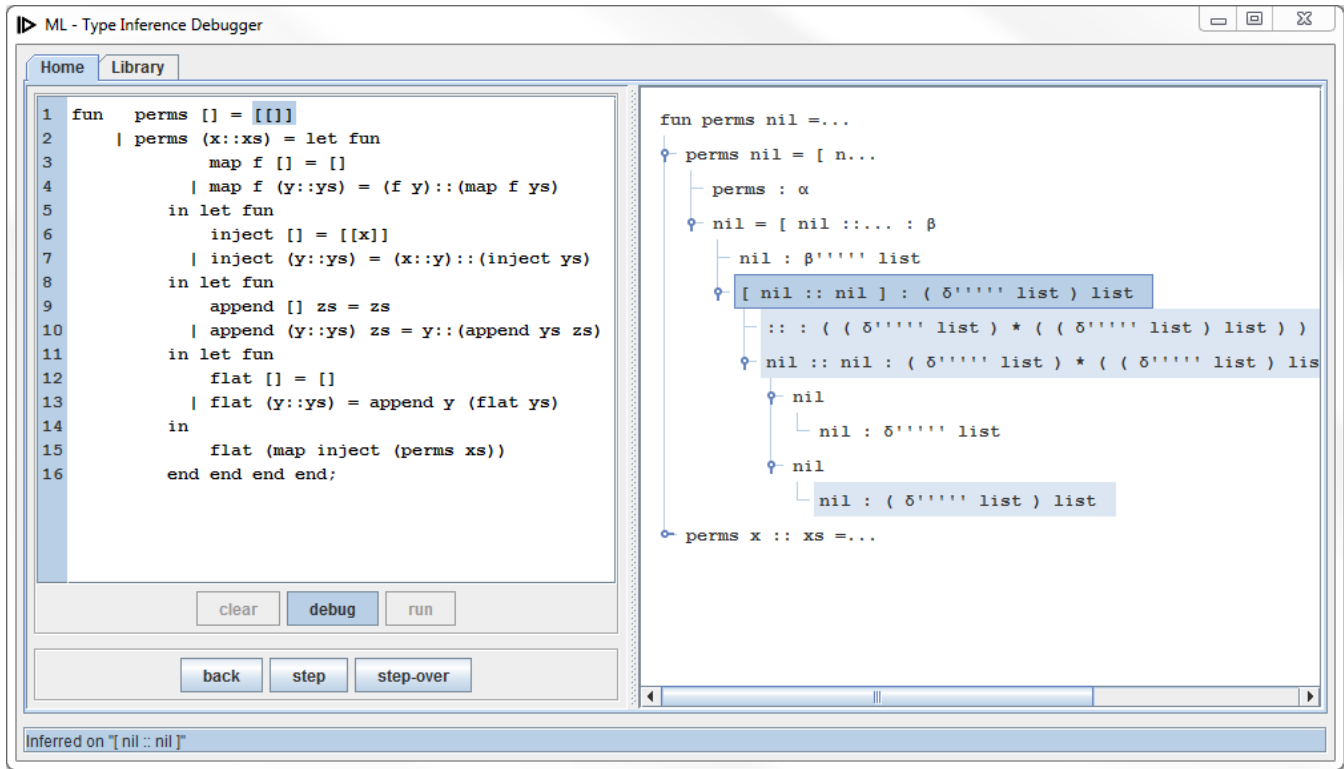 ML - Type Inference Debugger
Home Library
1 fun perms [] = [[]]
2 | perms (x::xs) = let fun
3 map f [] = []
4 | map f (y::ys) = (f y)::(map f ys)
5 in let fun
6 inject [] = [[x]]
7 | inject (y::ys) = (x::y)::(inject ys)
8 in let fun
9 append [] zs = zs
10 | append (y::ys) zs = y::(append ys zs)
11 in let fun
12 flat [] = []
13 | flat (y::ys) = append y (flat ys)
14 in
15 flat (map inject (perms xs))
16 end end end end;
clear debug run
back step step-over
fun perms nil =...
perms nil = [ n...
perms : α
nil = [ nil ::... : β
nil : β''''' list
[ nil :: nil ] : ( δ''''' list ) list
:: : ( ( δ''''' list ) * ( ( δ''''' list ) list ) )
nil :: nil : ( δ''''' list ) * ( ( δ''''' list ) lis
nil
nil : δ''''' list
nil
nil : ( δ''''' list ) list
perms x :: xs =...
Inferred on "[ nil :: nil ]"